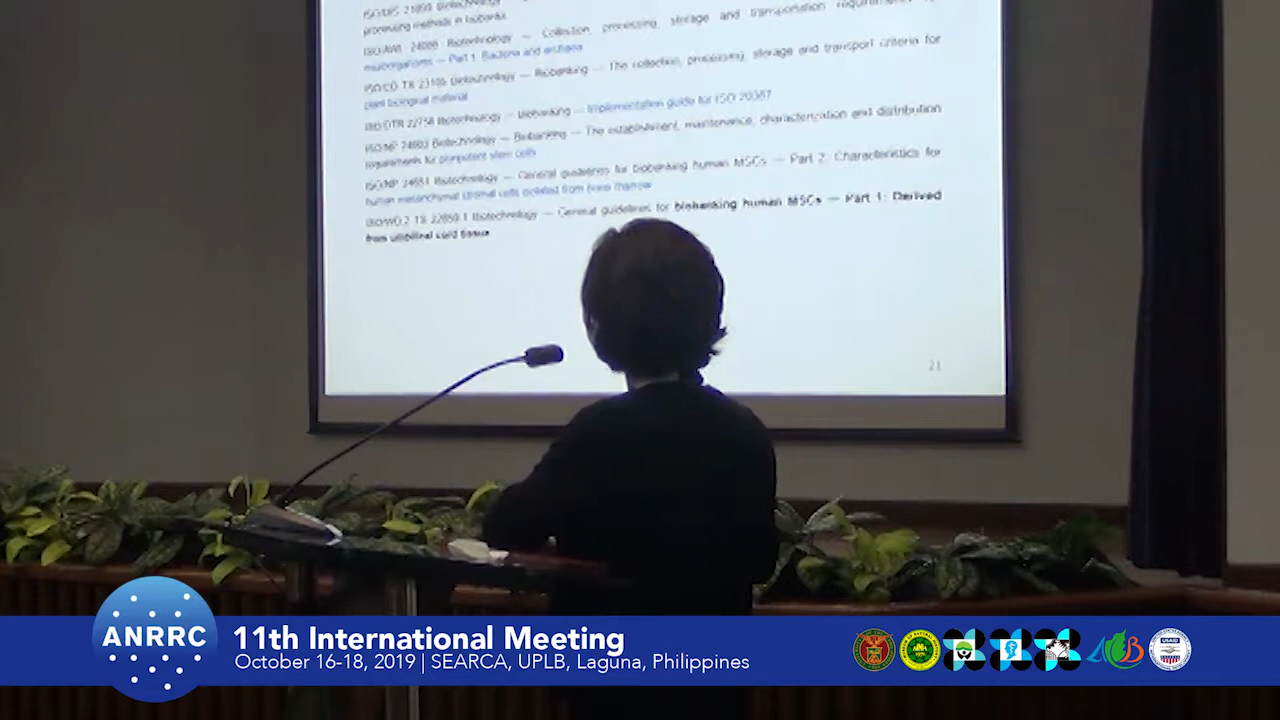 processing methods in biobanks
ISO/AWI 24088 Biotechnology — Collection, processing, storage and transportation
microorganisms — Part 1: Bacteria and archaea
ISO/CD TR 23105 Biotechnology — Biobanking — The collection, processing, storage and transport criteria for
plant biological material
ISO/DTR 22758 Biotechnology — Biobanking — Implementation guide for ISO 20387
ISO/NP 24603 Biotechnology — Biobanking — The establishment, maintenance, characterization and distribution
requirements for pluripotent stem cells
ISO/NP 24651 Biotechnology — General guidelines for biobanking human MSCs — Part 2: Characteristics for
human mesenchymal stromal cells isolated from bone marrow
ISO/WD.2 TS 22859-1 Biotechnology — General guidelines for biobanking human MSCs — Part 1: Derived
from umbilical cord tissue
21
ANRRC
11th International Meeting
October 16-18, 2019 | SEARCA, UPLB, Laguna, Philippines
USAID